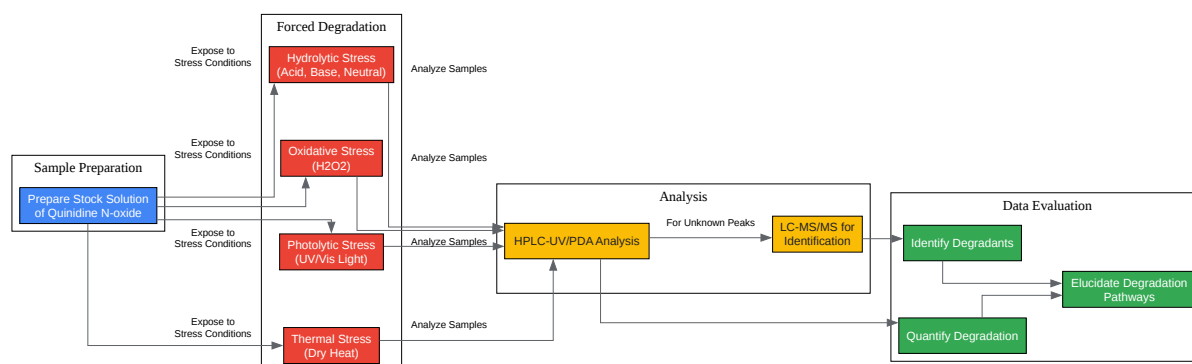 Forced Degradation
Expose to
Stress Conditions
Hydrolytic Stress
(Acid, Base, Neutral)
Analyze Samples
Expose to
Stress Conditions
Oxidative Stress
(H2O2)
Analyze Samples
Sample Preparation
Prepare Stock Solution
of Quinidine N-oxide
Expose to
Stress Conditions
Photolytic Stress
(UV/Vis Light)
Analyze Samples
Expose to
Stress Conditions
Thermal Stress
(Dry Heat)
Analyze Samples
Analysis
HPLC-UV/PDA Analysis
For Unknown Peaks
LC-MS/MS for
Identification
Data Evaluation
Identify Degradants
Elucidate Degradation
Pathways
Quantify Degradation